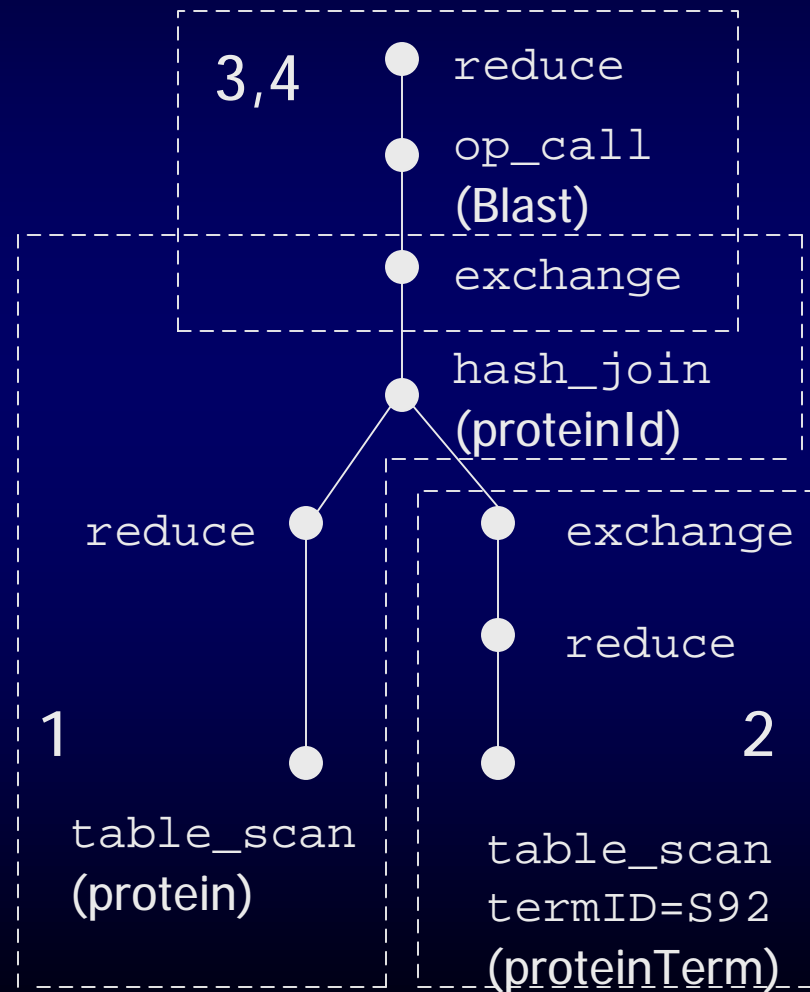 3,4
reduce
op_call
(Blast)
exchange
hash_join
(proteinId)
reduce
exchange
reduce
1
2
table_scan
(protein)
table_scan
termID=S92
(proteinTerm)